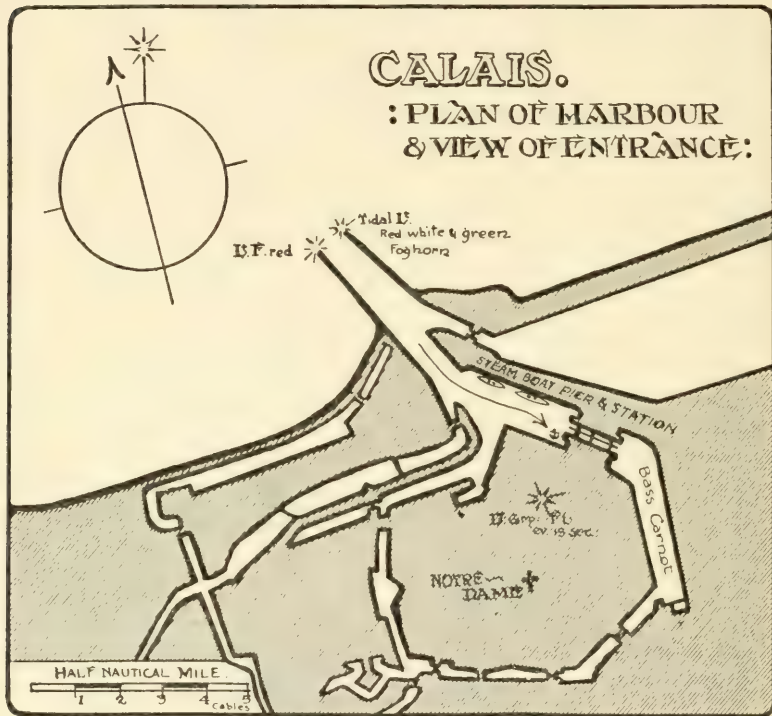 CALAIS.
: PLAN OF HARBOUR
& VIEW OF ENTRANCE:
Tidal Lt.
Red white & green
Foghorn
Lt. F. red
STEAM BOAT PIER & STATION
Bass Carnot
Lt. Grp. Fl.
ev. 15 sec.
NOTRE
DAME
HALF NAUTICAL MILE.
1 2 3 4 5
Cables